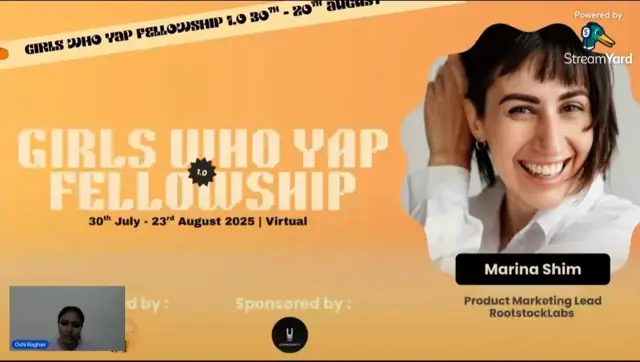 GIRLS WHO YAP FELLOWSHIP 1.0 30TH - 20TH AUGUST
Powered by
StreamYard
GIRLS WHO YAP
1.0
FELLOWSHIP
30th July - 23rd August 2025 | Virtual
Marina Shim
Product Marketing Lead
RootstockLabs
d by :
Sponsored by :
Oshi Raghav